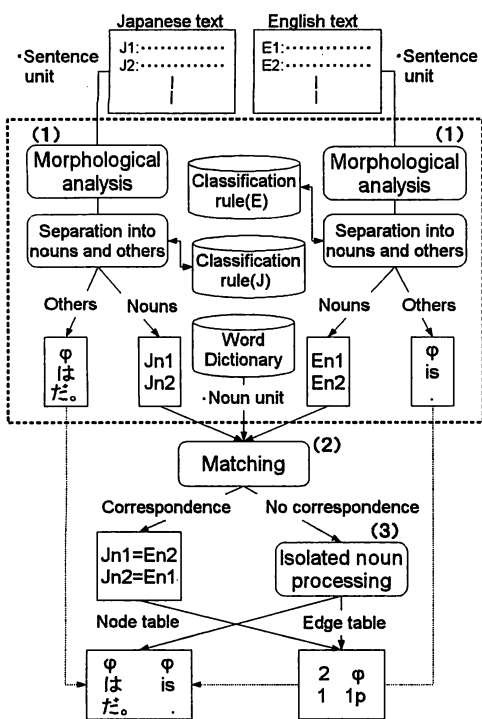 Japanese text
English text
J1:··············
J2:··············
E1:··············
E2:··············
·Sentence
unit
·Sentence
unit
(1)
(1)
Morphological
analysis
Morphological
analysis
Classification
rule(E)
Separation into
nouns and others
Separation into
nouns and others
Classification
rule(J)
Others
Nouns
Nouns
Others
Word
Dictionary
φ
は
だ。
Jn1
Jn2
En1
En2
φ
is
.
·Noun unit
(2)
Matching
Correspondence
No correspondence
(3)
Jn1=En2
Jn2=En1
Isolated noun
processing
Node table
Edge table
φ φ
は is
だ。 .
2 φ
1 1p